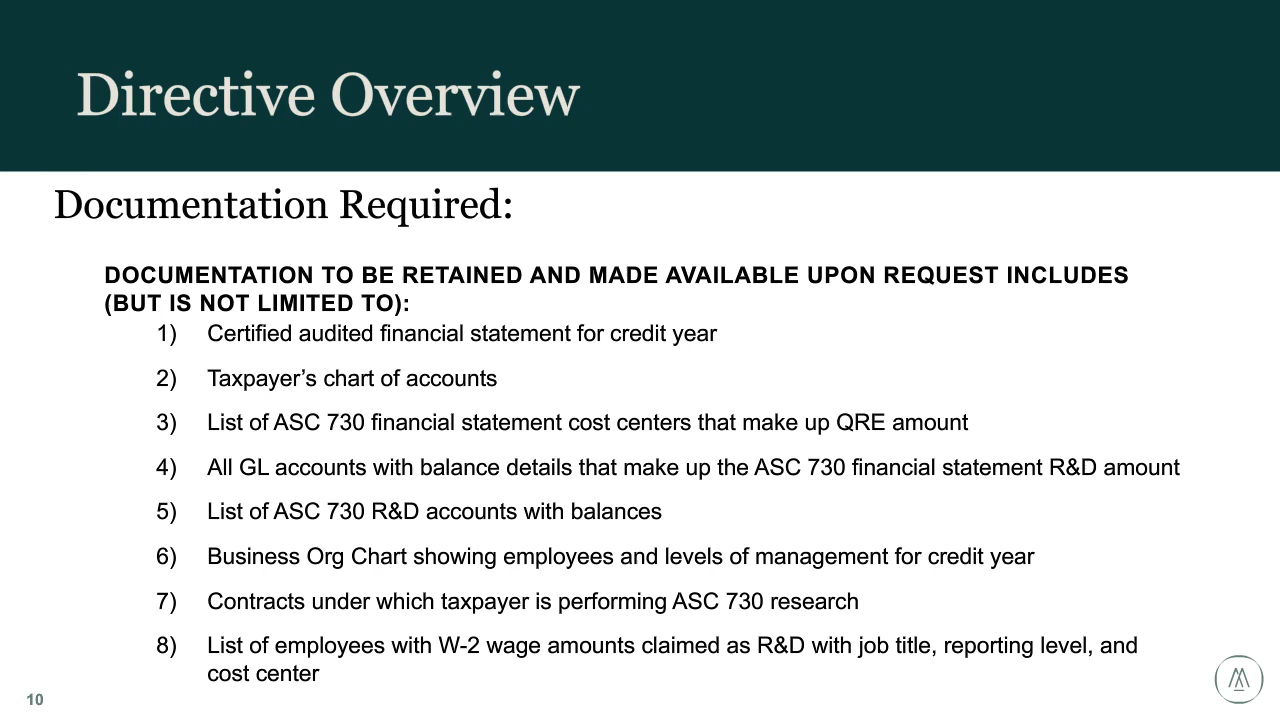 Directive Overview
Documentation Required:
DOCUMENTATION TO BE RETAINED AND MADE AVAILABLE UPON REQUEST INCLUDES
(BUT IS NOT LIMITED TO):
1) Certified audited financial statement for credit year
2) Taxpayer’s chart of accounts
3) List of ASC 730 financial statement cost centers that make up QRE amount
4) All GL accounts with balance details that make up the ASC 730 financial statement R&D amount
5) List of ASC 730 R&D accounts with balances
6) Business Org Chart showing employees and levels of management for credit year
7) Contracts under which taxpayer is performing ASC 730 research
8) List of employees with W-2 wage amounts claimed as R&D with job title, reporting level, and
cost center
10